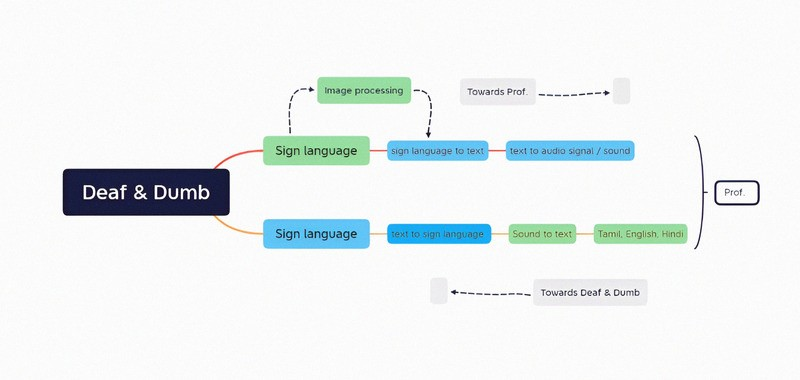 Image processing
Towards Prof.
Sign language
sign language to text
text to audio signal / sound
Deaf & Dumb
Prof.
Sign language
text to sign language
Sound to text
Tamil, English, Hindi
Towards Deaf & Dumb